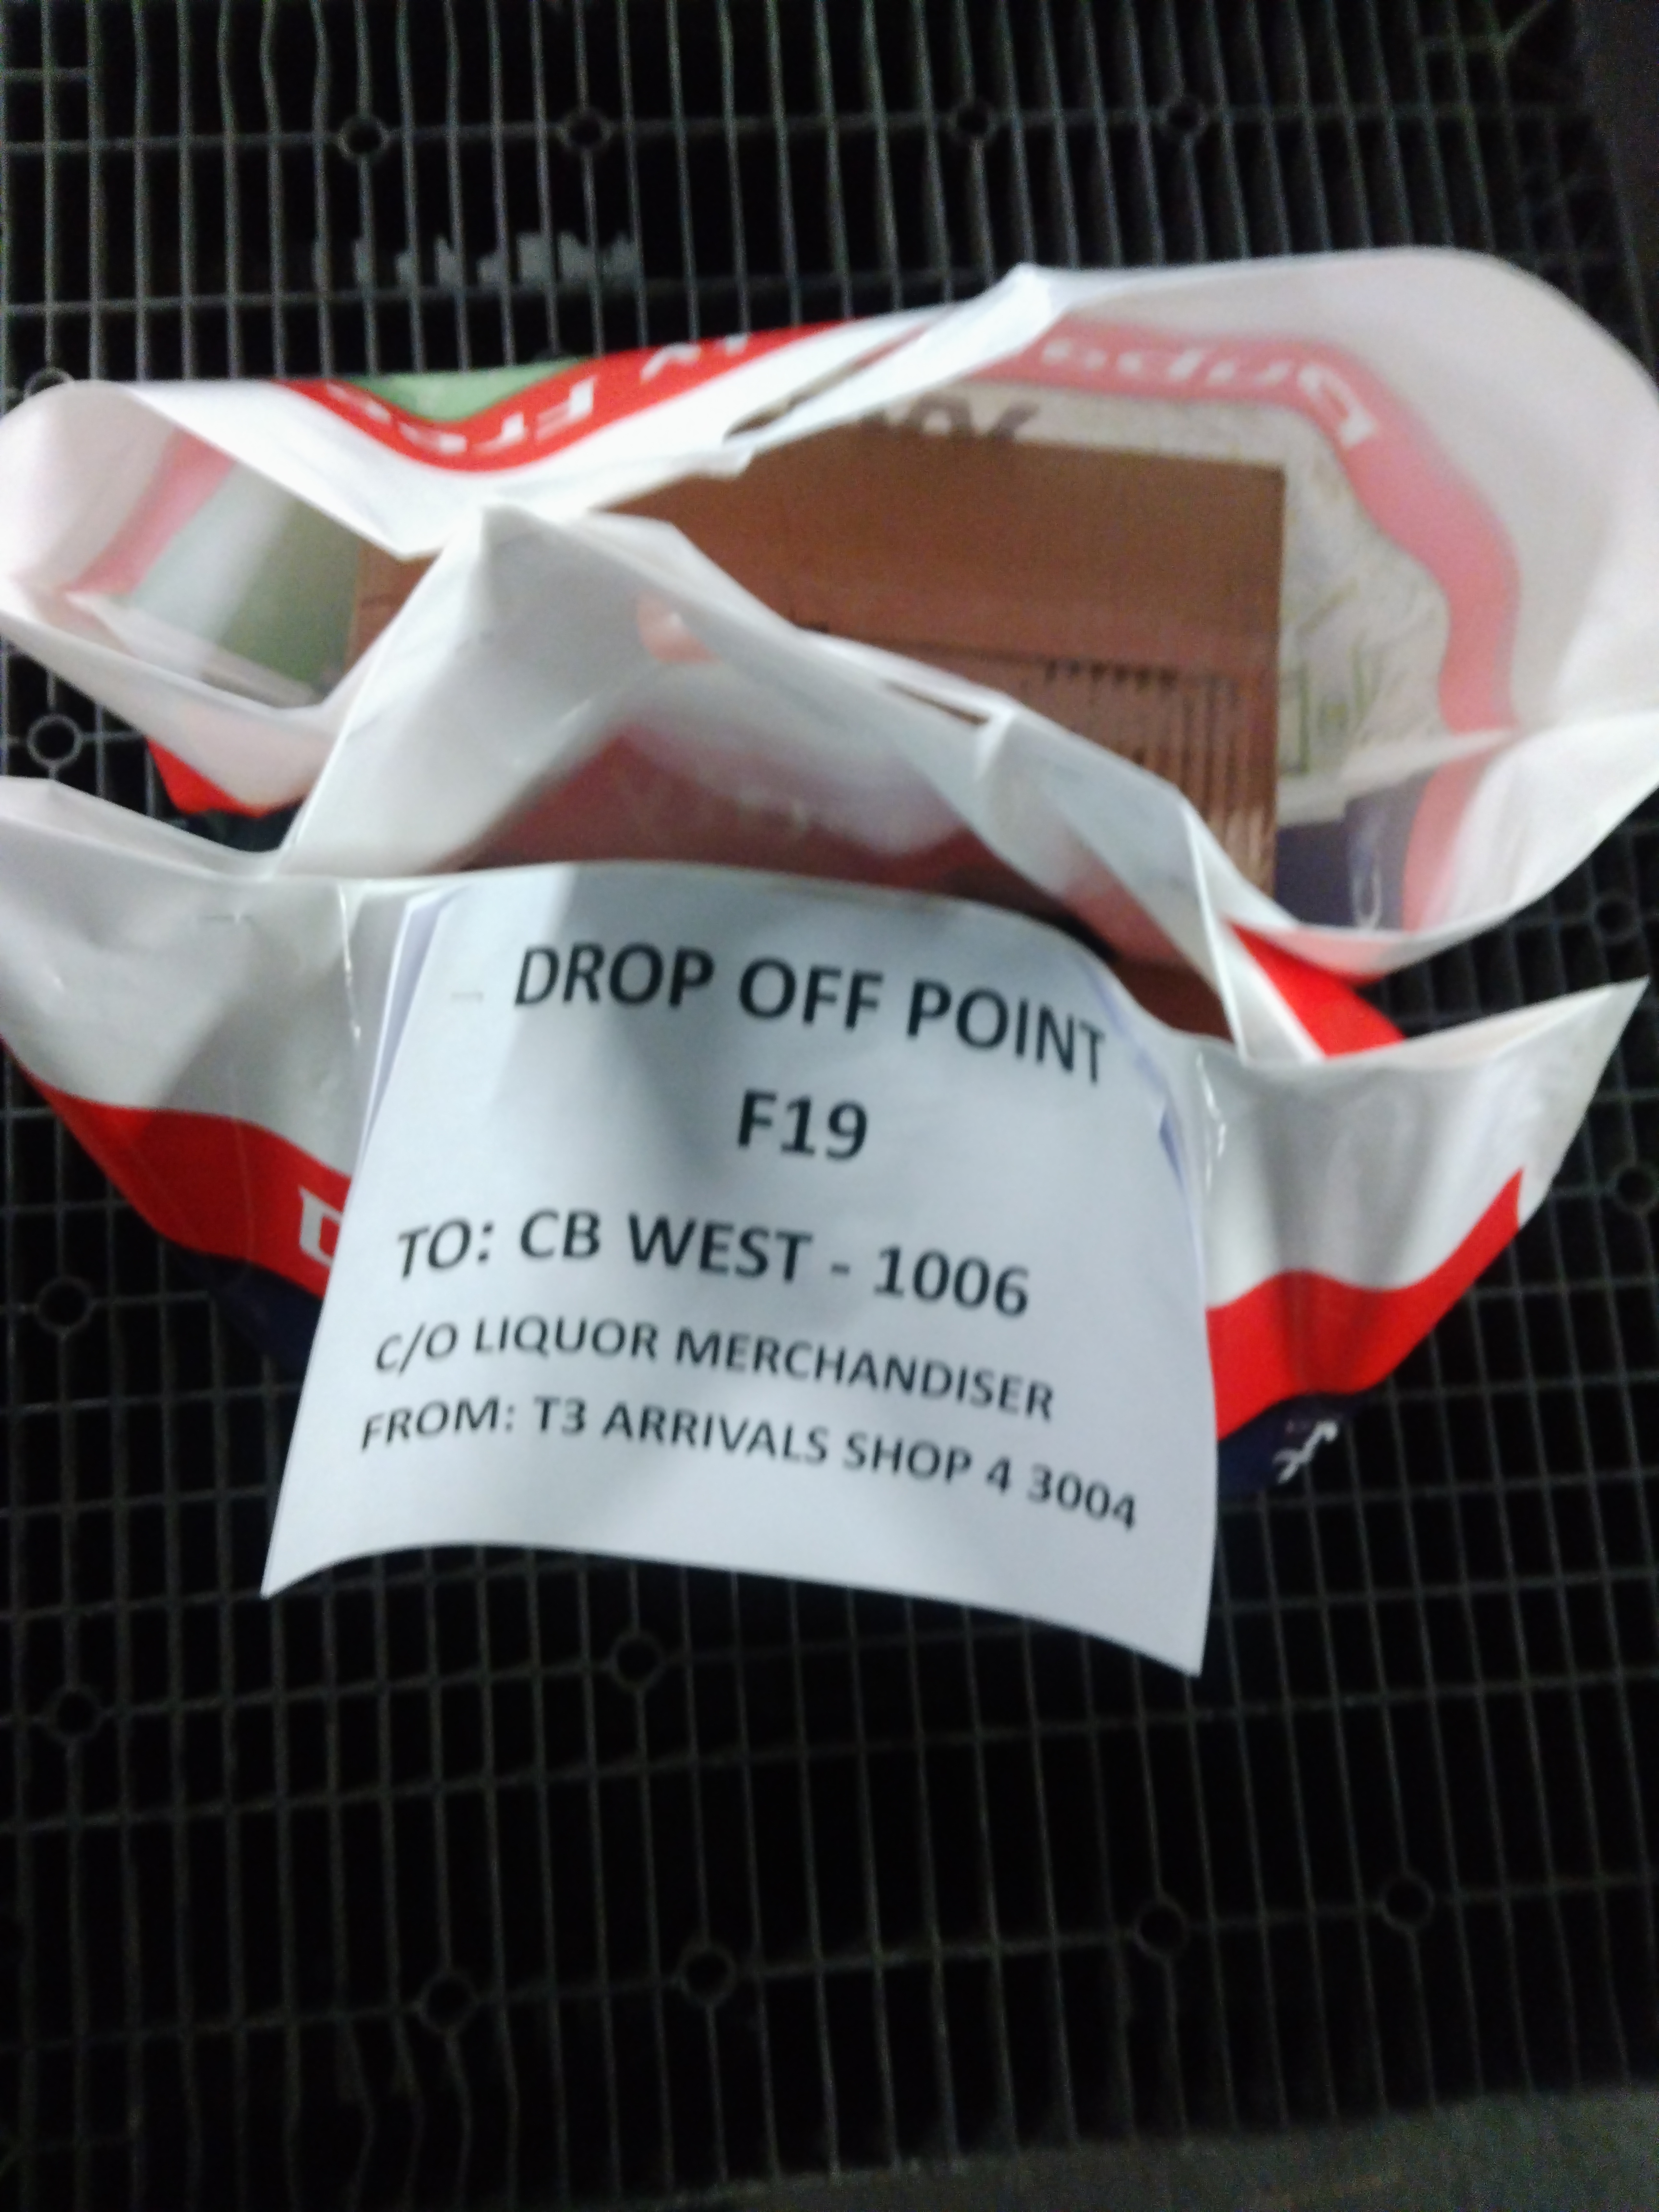 DROP OFF POINT
F19
TO: CB WEST - 1006
C/O LIQUOR MERCHANDISER
FROM: T3 ARRIVALS SHOP 4 3004